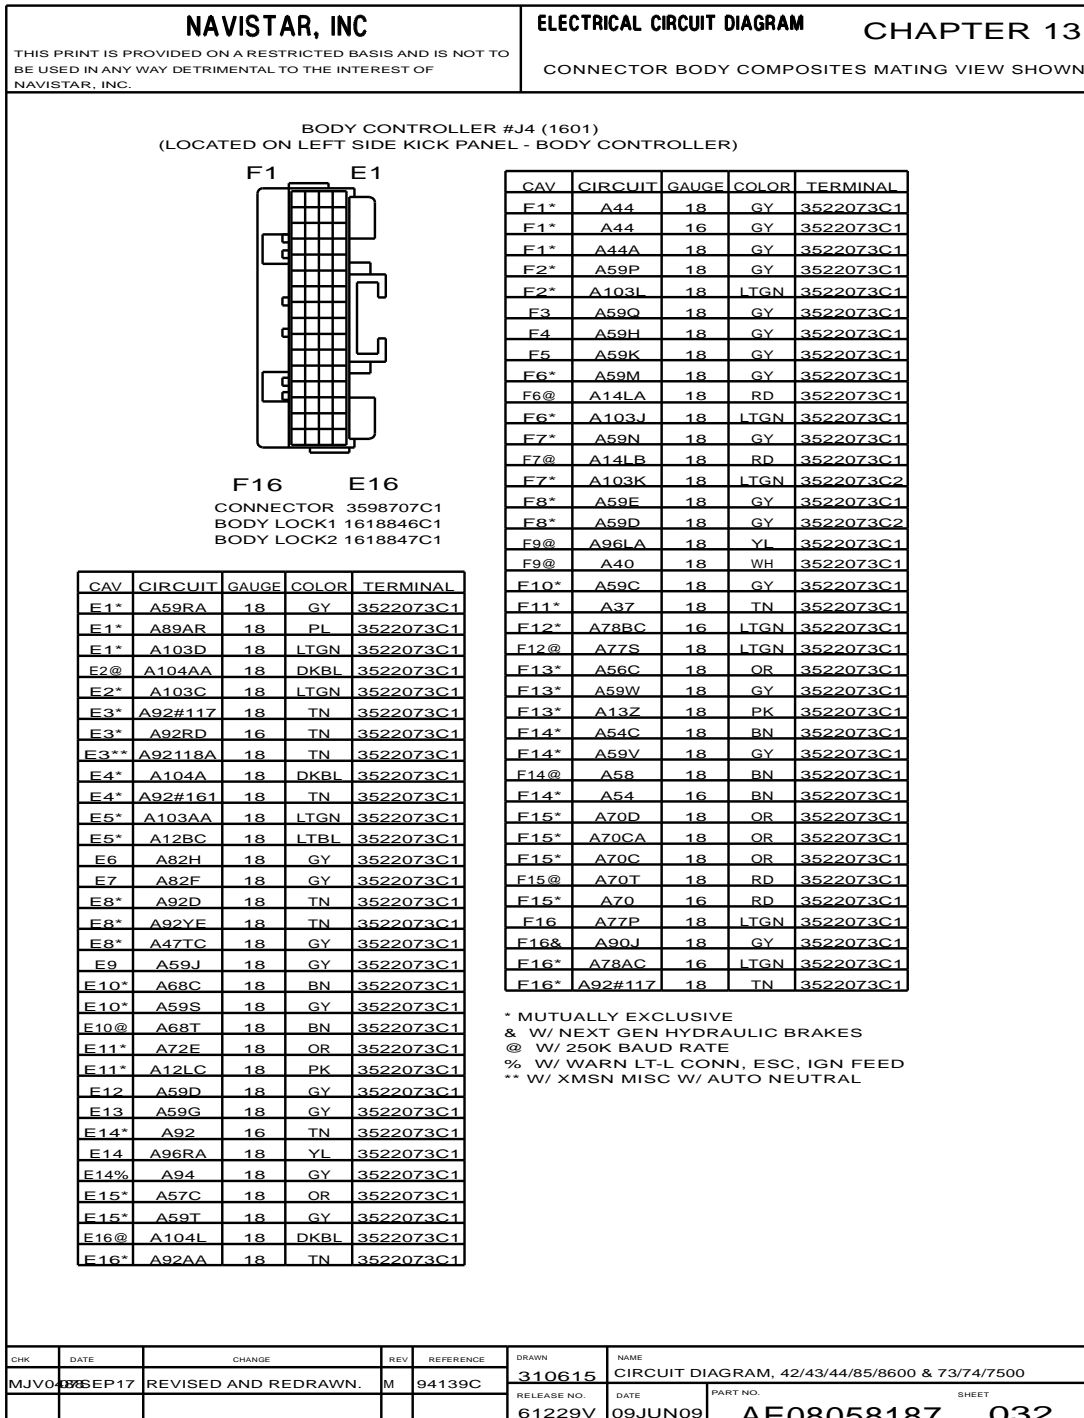 NAVISTAR, INC
THIS PRINT IS PROVIDED ON A RESTRICTED BASIS AND IS NOT TO
BE USED IN ANY WAY DETRIMENTAL TO THE INTEREST OF
NAVISTAR, INC.
ELECTRICAL CIRCUIT DIAGRAM CHAPTER 13
CONNECTOR BODY COMPOSITES MATING VIEW SHOWN
BODY CONTROLLER #J4 (1601)
(LOCATED ON LEFT SIDE KICK PANEL - BODY CONTROLLER)
F1 E1
F16 E16
CONNECTOR 3598707C1
BODY LOCK1 1618846C1
BODY LOCK2 1618847C1
CAV CIRCUIT GAUGE COLOR TERMINAL
E1* A59RA 18 GY 3522073C1
E1* A89AR 18 PL 3522073C1
E1* A103D 18 LTGN 3522073C1
E2@ A104AA 18 DKBL 3522073C1
E2* A103C 18 LTGN 3522073C1
E3* A92#117 18 TN 3522073C1
E3* A92RD 16 TN 3522073C1
E3** A92118A 18 TN 3522073C1
E4* A104A 18 DKBL 3522073C1
E4* A92#161 18 TN 3522073C1
E5* A103AA 18 LTGN 3522073C1
E5* A12BC 18 LTBL 3522073C1
E6 A82H 18 GY 3522073C1
E7 A82F 18 GY 3522073C1
E8* A92D 18 TN 3522073C1
E8* A92YE 18 TN 3522073C1
E8* A47TC 18 GY 3522073C1
E9 A59J 18 GY 3522073C1
E10* A68C 18 BN 3522073C1
E10* A59S 18 GY 3522073C1
E10@ A68T 18 BN 3522073C1
E11* A72E 18 OR 3522073C1
E11* A12LC 18 PK 3522073C1
E12 A59D 18 GY 3522073C1
E13 A59G 18 GY 3522073C1
E14* A92 16 TN 3522073C1
E14 A96RA 18 YL 3522073C1
E14% A94 18 GY 3522073C1
E15* A57C 18 OR 3522073C1
E15* A59T 18 GY 3522073C1
E16@ A104L 18 DKBL 3522073C1
E16* A92AA 18 TN 3522073C1
CAV CIRCUIT GAUGE COLOR TERMINAL
F1* A44 18 GY 3522073C1
F1* A44 16 GY 3522073C1
F1* A44A 18 GY 3522073C1
F2* A59P 18 GY 3522073C1
F2* A103L 18 LTGN 3522073C1
F3 A59Q 18 GY 3522073C1
F4 A59H 18 GY 3522073C1
F5 A59K 18 GY 3522073C1
F6* A59M 18 GY 3522073C1
F6@ A14LA 18 RD 3522073C1
F6* A103J 18 LTGN 3522073C1
F7* A59N 18 GY 3522073C1
F7@ A14LB 18 RD 3522073C1
F7* A103K 18 LTGN 3522073C2
F8* A59E 18 GY 3522073C1
F8* A59D 18 GY 3522073C2
F9@ A96LA 18 YL 3522073C1
F9@ A40 18 WH 3522073C1
F10* A59C 18 GY 3522073C1
F11* A37 18 TN 3522073C1
F12* A78BC 16 LTGN 3522073C1
F12@ A77S 18 LTGN 3522073C1
F13* A56C 18 OR 3522073C1
F13* A59W 18 GY 3522073C1
F13* A13Z 18 PK 3522073C1
F14* A54C 18 BN 3522073C1
F14* A59V 18 GY 3522073C1
F14@ A58 18 BN 3522073C1
F14* A54 16 BN 3522073C1
F15* A70D 18 OR 3522073C1
F15* A70CA 18 OR 3522073C1
F15* A70C 18 OR 3522073C1
F15@ A70T 18 RD 3522073C1
F15* A70 16 RD 3522073C1
F16 A77P 18 LTGN 3522073C1
F16& A90J 18 GY 3522073C1
F16* A78AC 16 LTGN 3522073C1
F16* A92#117 18 TN 3522073C1
* MUTUALLY EXCLUSIVE
& W/ NEXT GEN HYDRAULIC BRAKES
@ W/ 250K BAUD RATE
% W/ WARN LT-L CONN, ESC, IGN FEED
** W/ XMSN MISC W/ AUTO NEUTRAL
CHK DATE CHANGE REV REFERENCE
SEP17 REVISED AND REDRAWN. M 94139C
DRAWN NAME
310615 CIRCUIT DIAGRAM, 42/43/44/85/8600 & 73/74/7500
RELEASE NO. DATE PART NO. SHEET
61229V 09JUN09 AE08058187 032